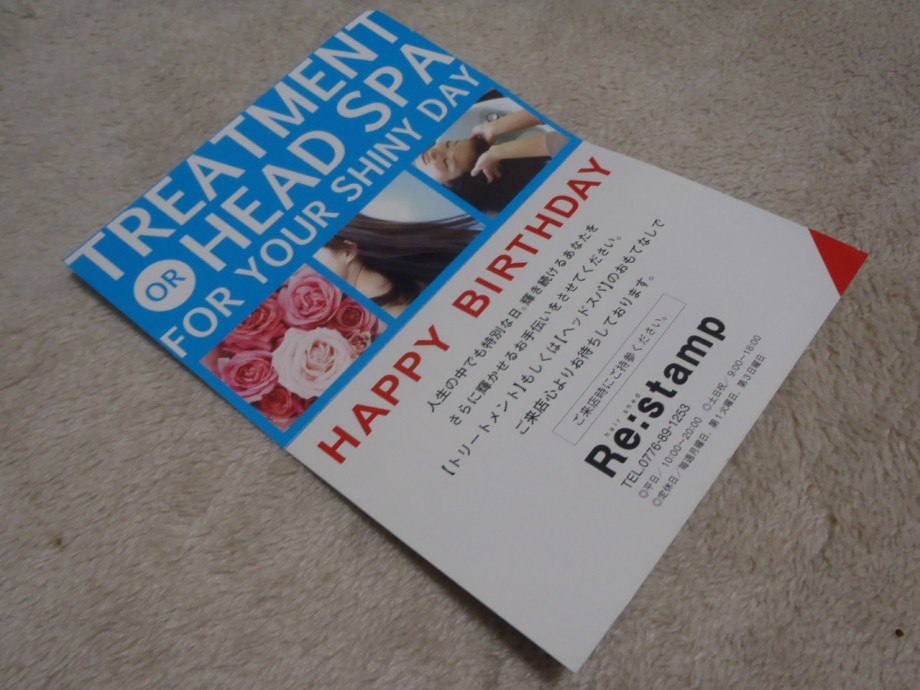 TREATMENT
OR HEAD SPA
FOR YOUR SHINY DAY
HAPPY BIRTHDAY
人生の中でも特別な日。輝き続けるあなたを
さらに輝かせるお手伝いをさせてください。
【トリートメント】もしくは【ヘッドスパ】のおもてなしで
ご来店心よりお待ちしております。
ご来店時にご持参ください。
Re:stamp
TEL.0776-89-1253
◎平日／10:00~20:00 ◎土日祝／9:00~18:00
◎定休日／毎週月曜日、第1火曜日、第3日曜日